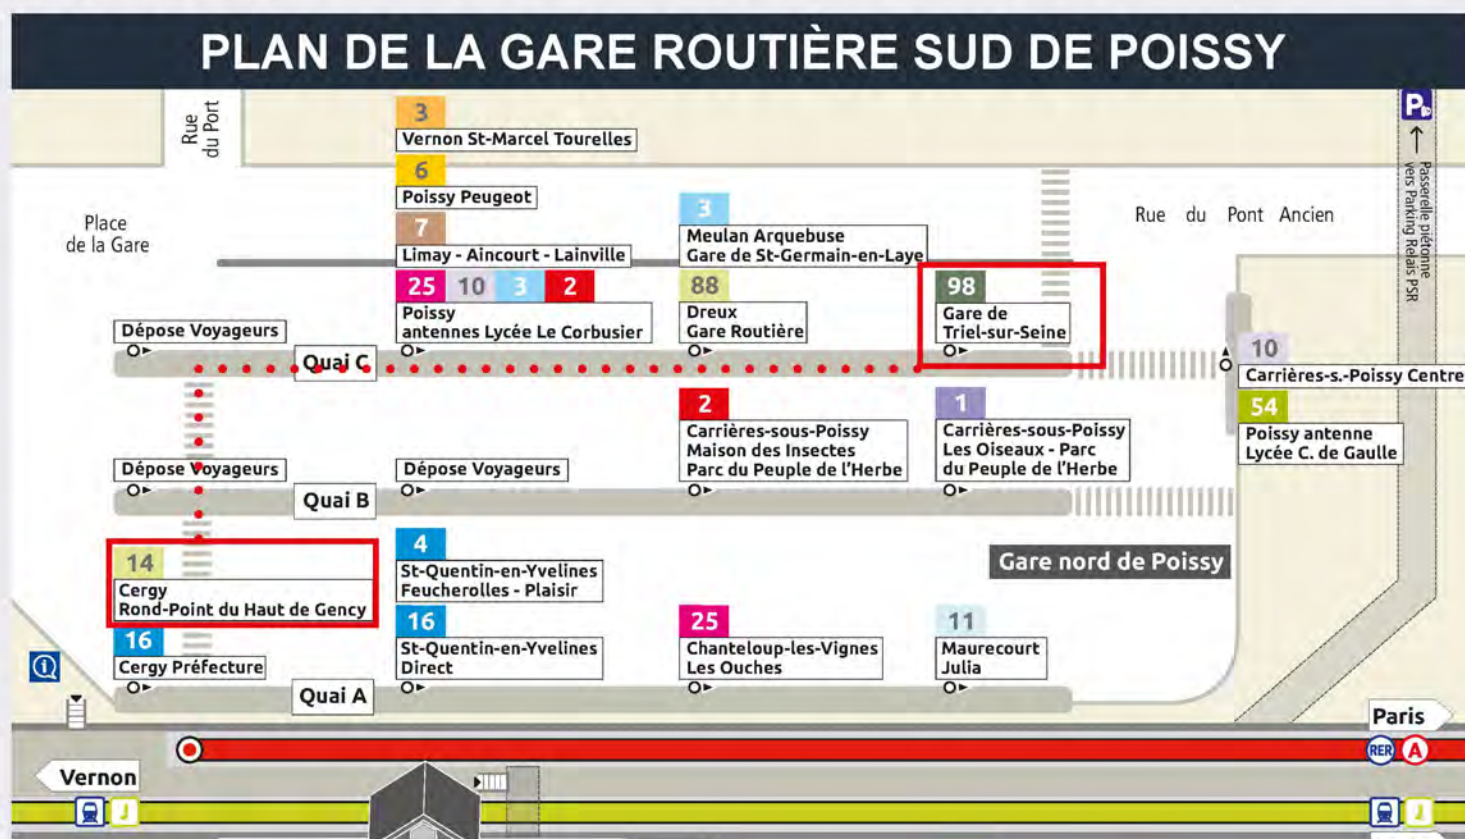 PLAN DE LA GARE ROUTIÈRE SUD DE POISSY
Rue
du Port
3
Vernon St-Marcel Tourelles
6
Poissy Peugeot
7
Limay - Aincourt - Lainville
3
Meulan Arquebuse
Gare de St-Germain-en-Laye
Place
de la Gare
Rue du Pont Ancien
P
Passerelle piétonne
vers Parking Relais PSR
25 10 3 2
Poissy
antennes Lycée Le Corbusier
88
Dreux
Gare Routière
98
Gare de
Triel-sur-Seine
Dépose Voyageurs
Quai C
10
Carrières-s.-Poissy Centre
54
Poissy antenne
Lycée C. de Gaulle
2
Carrières-sous-Poissy
Maison des Insectes
Parc du Peuple de l'Herbe
1
Carrières-sous-Poissy
Les Oiseaux - Parc
du Peuple de l'Herbe
Dépose Voyageurs
Dépose Voyageurs
Quai B
Gare nord de Poissy
14
Cergy
Rond-Point du Haut de Gency
16
Cergy Préfecture
4
St-Quentin-en-Yvelines
Feucherolles - Plaisir
16
St-Quentin-en-Yvelines
Direct
25
Chanteloup-les-Vignes
Les Ouches
11
Maurecourt
Julia
i
Quai A
Paris
RER A
Vernon
J
J